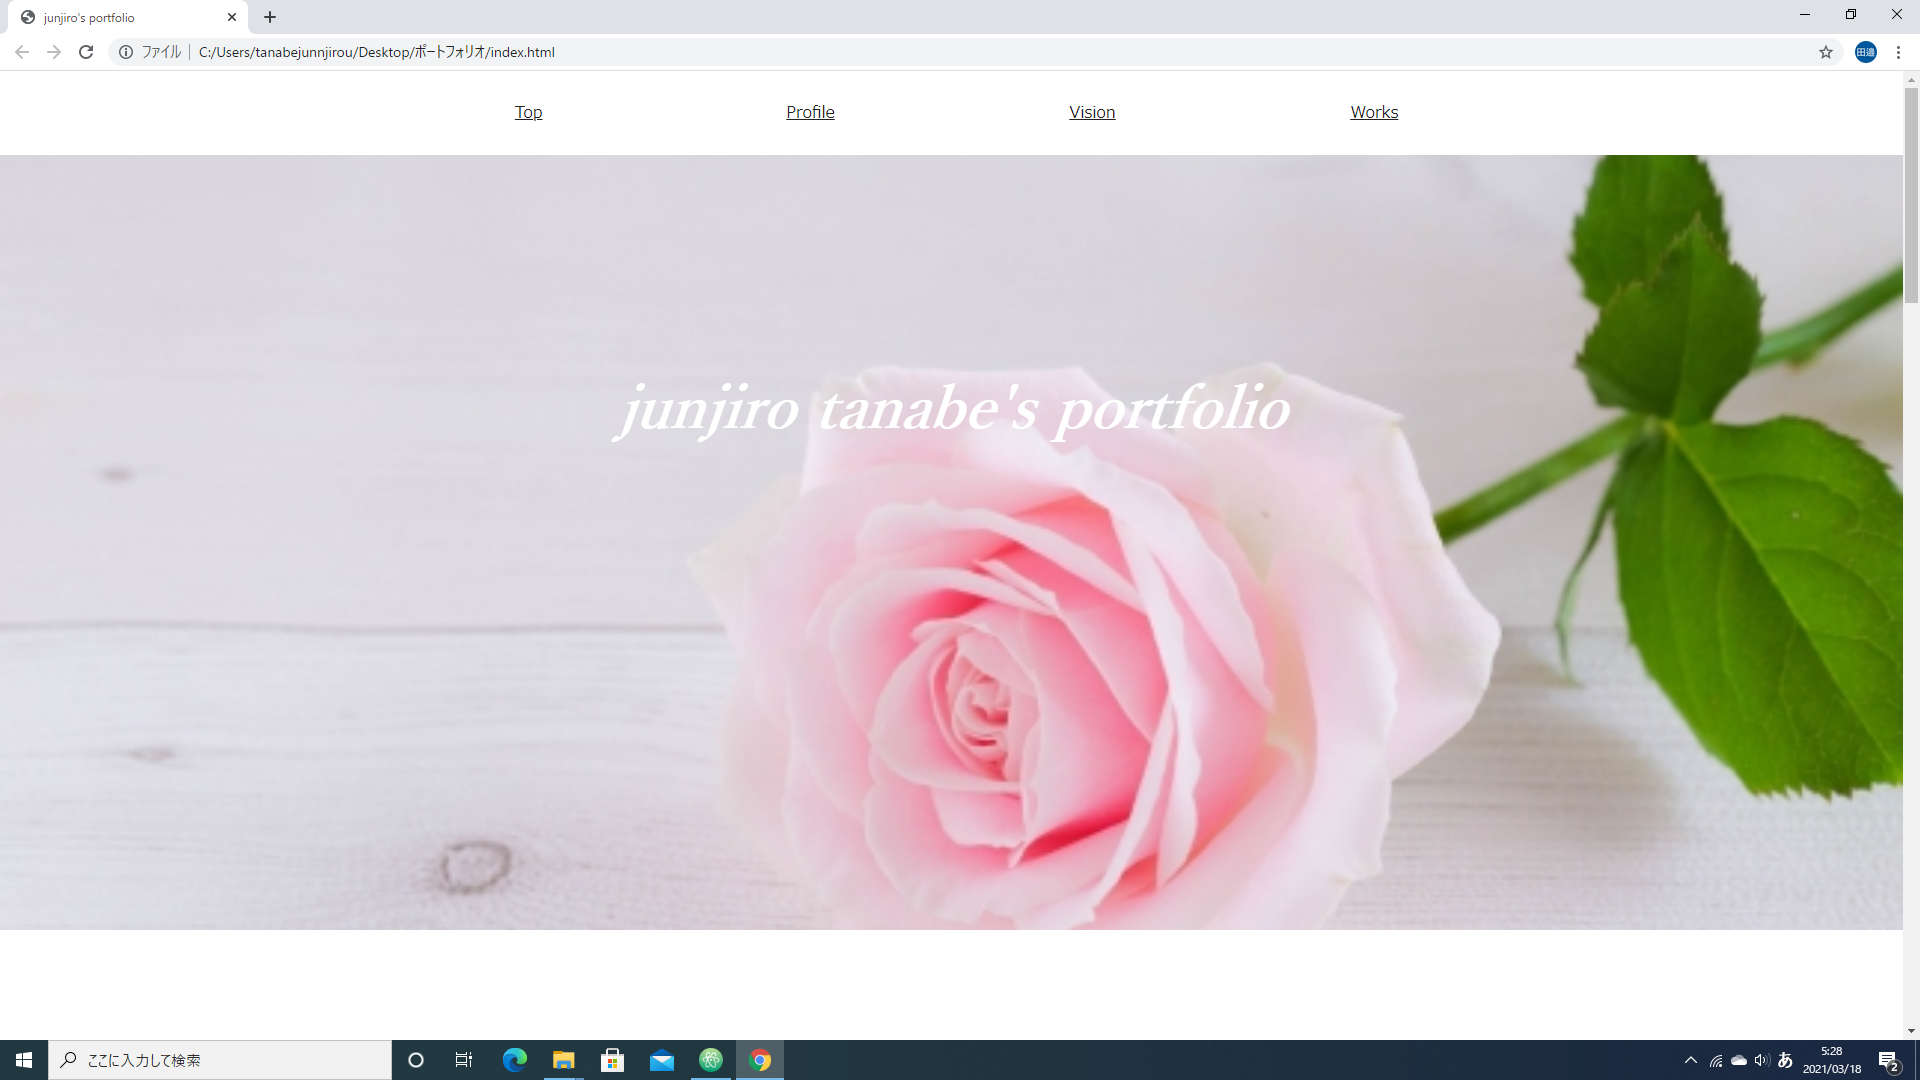 junjiro's portfolio
ファイル
C:/Users/tanabejunnjirou/Desktop/ポートフォリオ/index.html
田邉
Top Profile Vision Works
junjiro tanabe's portfolio
ここに入力して検索
あ
5:28
2021/03/18
2